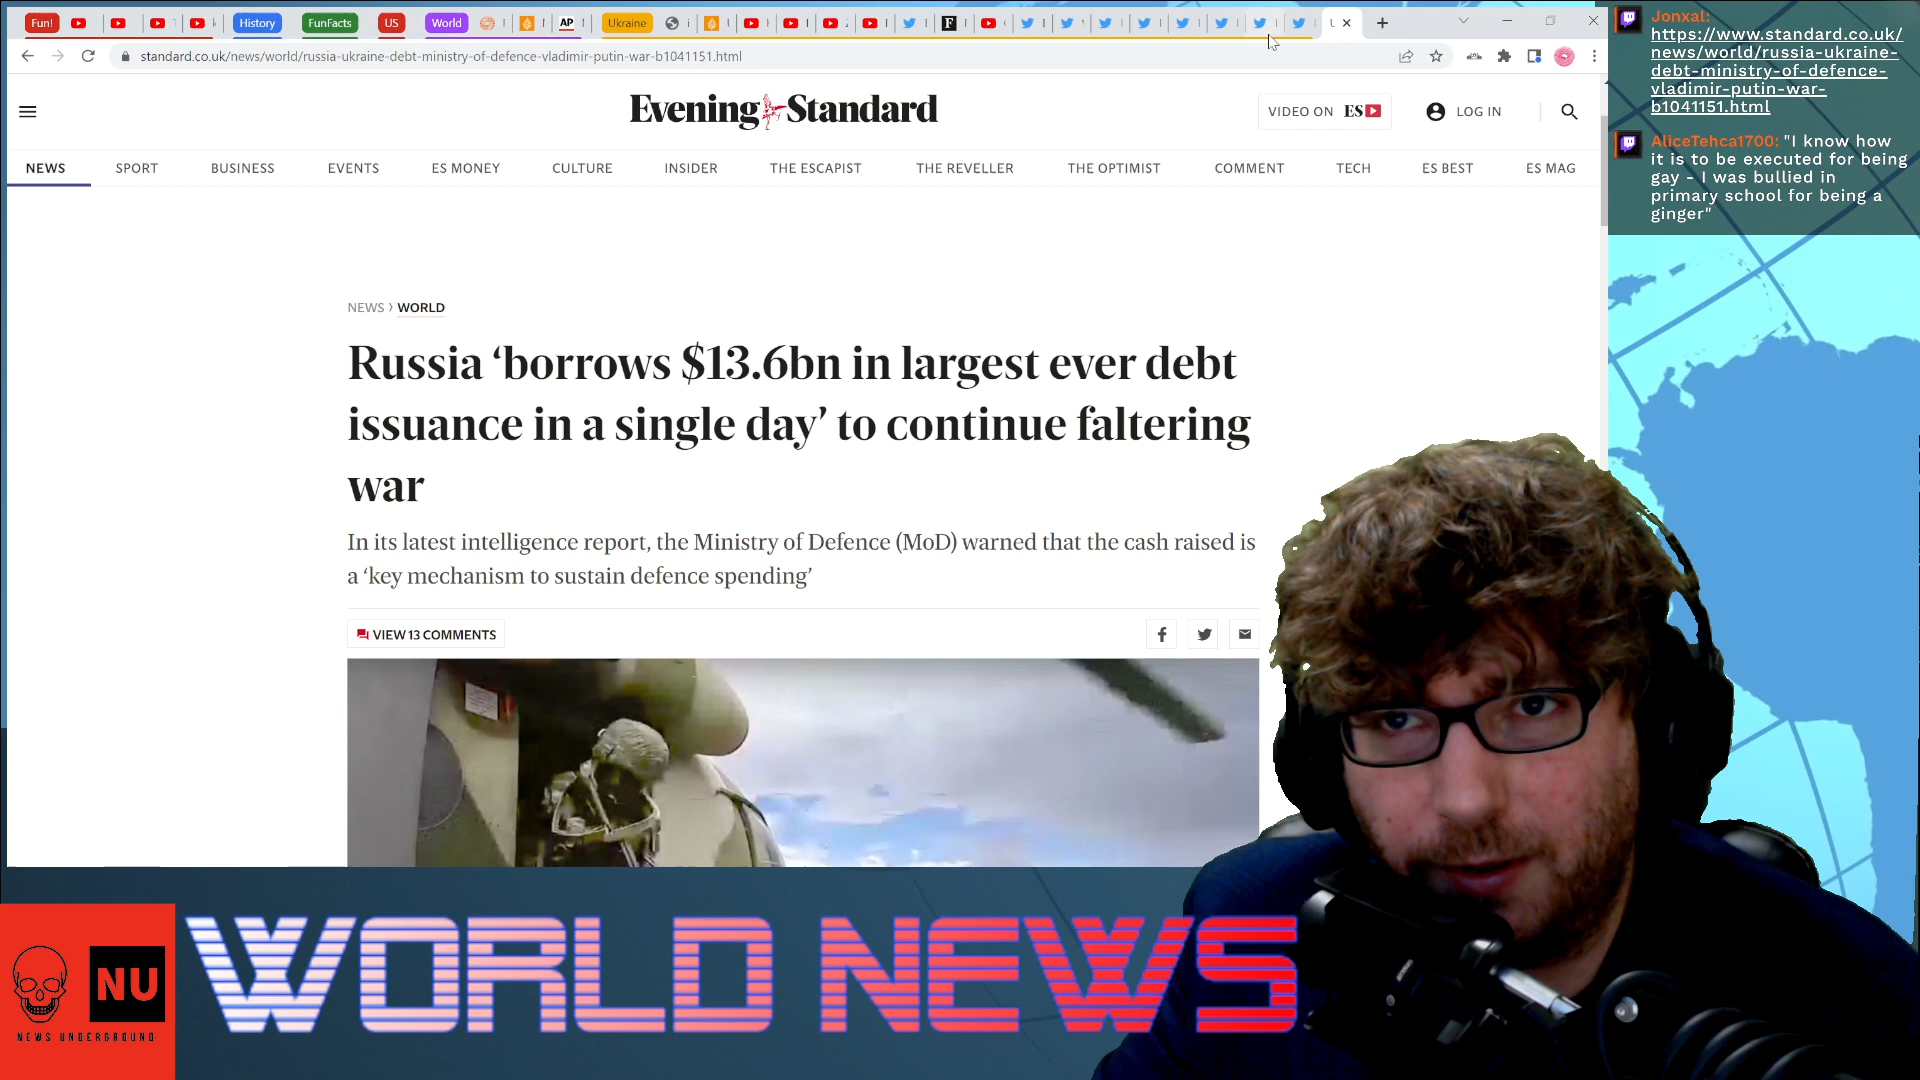 Fun!
History
FunFacts
US
World
AP
Ukraine
standard.co.uk/news/world/russia-ukraine-debt-ministry-of-defence-vladimir-putin-war-b1041151.html
Evening Standard
VIDEO ON ES
LOG IN
NEWS SPORT BUSINESS EVENTS ES MONEY CULTURE INSIDER THE ESCAPIST THE REVELLER THE OPTIMIST COMMENT TECH ES BEST ES MAG
NEWS › WORLD
Russia ‘borrows $13.6bn in largest ever debt
issuance in a single day’ to continue faltering
war
In its latest intelligence report, the Ministry of Defence (MoD) warned that the cash raised is
a ‘key mechanism to sustain defence spending’
VIEW 13 COMMENTS
Jonxal:
https://www.standard.co.uk/
news/world/russia-ukraine-
debt-ministry-of-defence-
vladimir-putin-war-
b1041151.html
AliceTehca1700: "I know how
it is to be executed for being
gay - I was bullied in
primary school for being a
ginger"
NU
NEWS UNDERGROUND
WORLD NEWS